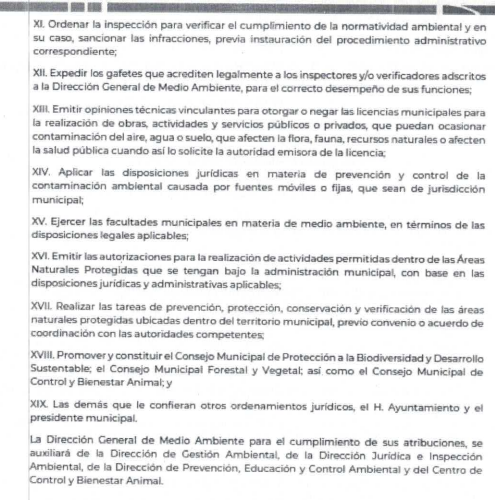 XI. Ordenar la inspección para verificar el cumplimiento de la normatividad ambiental y en
su caso, sancionar las infracciones, previa instauración del procedimiento administrativo
correspondiente;
XII. Expedir los gafetes que acrediten legalmente a los inspectores y/o verificadores adscritos
a la Dirección General de Medio Ambiente, para el correcto desempeño de sus funciones;
XIII. Emitir opiniones técnicas vinculantes para otorgar o negar las licencias municipales para
la realización de obras, actividades y servicios públicos o privados, que puedan ocasionar
contaminación del aire, agua o suelo, que afecten la flora, fauna, recursos naturales o afecten
la salud pública cuando así lo solicite la autoridad emisora de la licencia;
XIV. Aplicar las disposiciones jurídicas en materia de prevención y control de la
contaminación ambiental causada por fuentes móviles o fijas, que sean de jurisdicción
municipal;
XV. Ejercer las facultades municipales en materia de medio ambiente, en términos de las
disposiciones legales aplicables;
XVI. Emitir las autorizaciones para la realización de actividades permitidas dentro de las Áreas
Naturales Protegidas que se tengan bajo la administración municipal, con base en las
disposiciones jurídicas y administrativas aplicables;
XVII. Realizar las tareas de prevención, protección, conservación y verificación de las áreas
naturales protegidas ubicadas dentro del territorio municipal, previo convenio o acuerdo de
coordinación con las autoridades competentes;
XVIII. Promover y constituir el Consejo Municipal de Protección a la Biodiversidad y Desarrollo
Sustentable; el Consejo Municipal Forestal y Vegetal; así como el Consejo Municipal de
Control y Bienestar Animal; y
XIX. Las demás que le confieran otros ordenamientos jurídicos, el H. Ayuntamiento y el
presidente municipal.
La Dirección General de Medio Ambiente para el cumplimiento de sus atribuciones, se
auxiliará de la Dirección de Gestión Ambiental, de la Dirección Jurídica e Inspección
Ambiental, de la Dirección de Prevención, Educación y Control Ambiental y del Centro de
Control y Bienestar Animal.